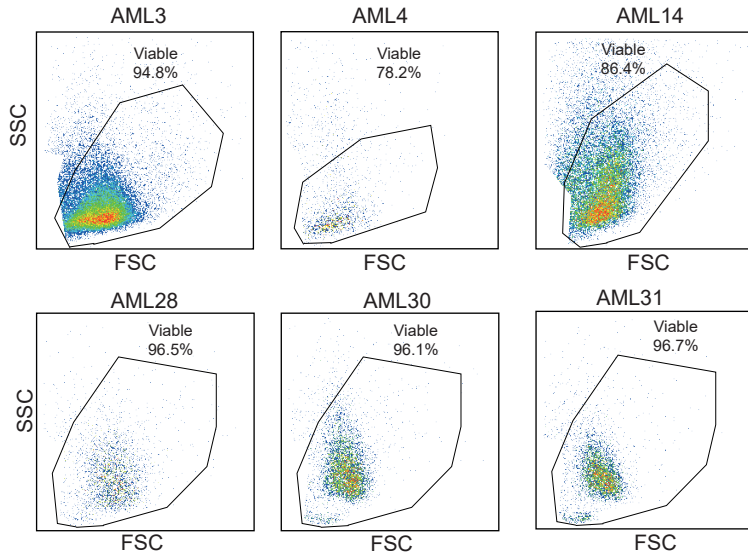 AML3
AML4
AML14
Viable
94.8%
Viable
78.2%
Viable
86.4%
SSC
FSC
FSC
FSC
AML28
AML30
AML31
Viable
96.5%
Viable
96.1%
Viable
96.7%
SSC
FSC
FSC
FSC